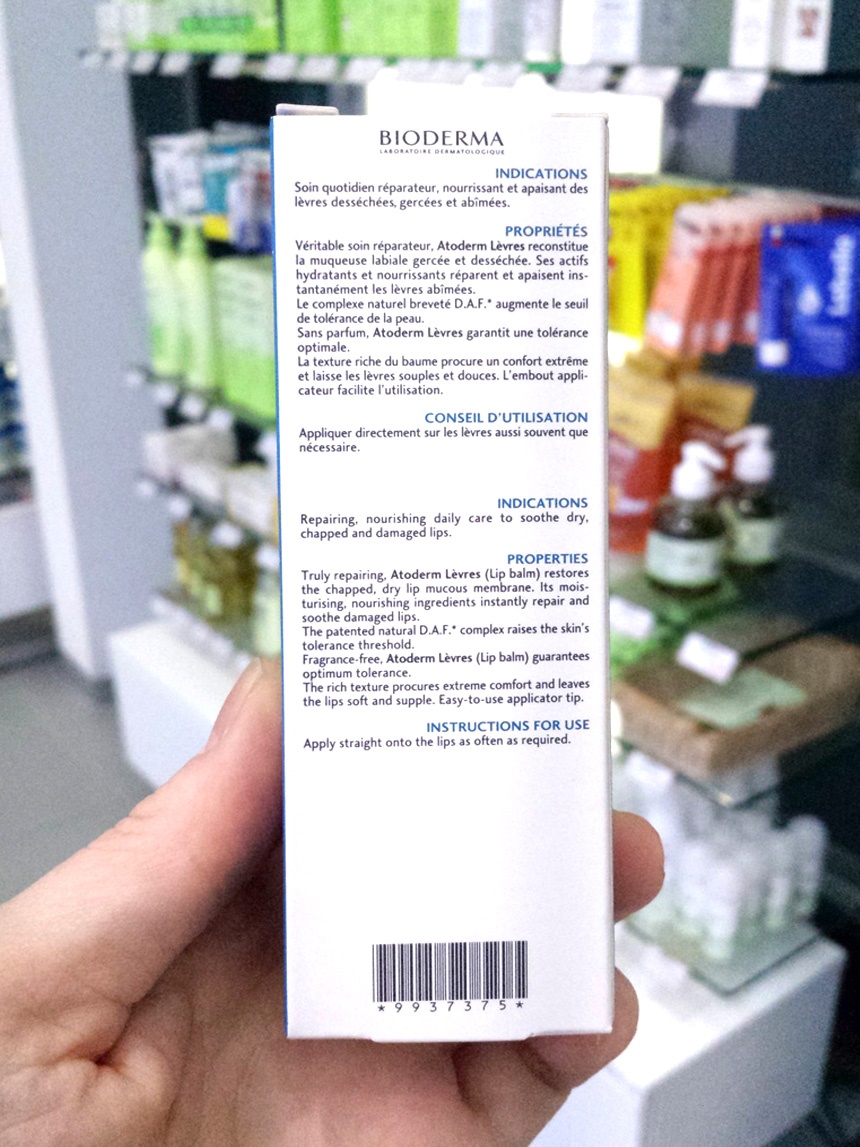 BIODERMA
LABORATOIRE DERMATOLOGIQUE
INDICATIONS
Soin quotidien réparateur, nourrissant et apaisant des
lèvres desséchées, gercées et abîmées.
PROPRIÉTÉS
Véritable soin réparateur, Atoderm Lèvres reconstitue
la muqueuse labiale gercée et desséchée. Ses actifs
hydratants et nourrissants réparent et apaisent ins-
tantanément les lèvres abîmées.
Le complexe naturel breveté D.A.F.* augmente le seuil
de tolérance de la peau.
Sans parfum, Atoderm Lèvres garantit une tolérance
optimale.
La texture riche du baume procure un confort extrême
et laisse les lèvres souples et douces. L'embout appli-
cateur facilite l'utilisation.
CONSEIL D'UTILISATION
Appliquer directement sur les lèvres aussi souvent que
nécessaire.
INDICATIONS
Repairing, nourishing daily care to soothe dry,
chapped and damaged lips.
PROPERTIES
Truly repairing, Atoderm Lèvres (Lip balm) restores
the chapped, dry lip mucous membrane. Its mois-
turising, nourishing ingredients instantly repair and
soothe damaged lips.
The patented natural D.A.F.* complex raises the skin's
tolerance threshold.
Fragrance-free, Atoderm Lèvres (Lip balm) guarantees
optimum tolerance.
The rich texture procures extreme comfort and leaves
the lips soft and supple. Easy-to-use applicator tip.
INSTRUCTIONS FOR USE
Apply straight onto the lips as often as required.
*9937375*